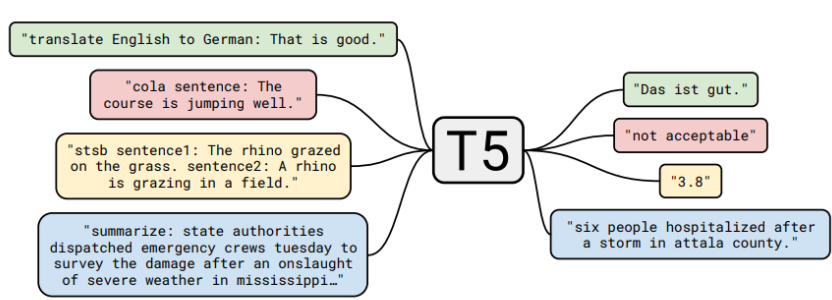 "translate English to German: That is good."
"cola sentence: The
course is jumping well."
"stsb sentence1: The rhino grazed
on the grass. sentence2: A rhino
is grazing in a field."
"summarize: state authorities
dispatched emergency crews tuesday to
survey the damage after an onslaught
of severe weather in mississippi…"
T5
"Das ist gut."
"not acceptable"
"3.8"
"six people hospitalized after
a storm in attala county."